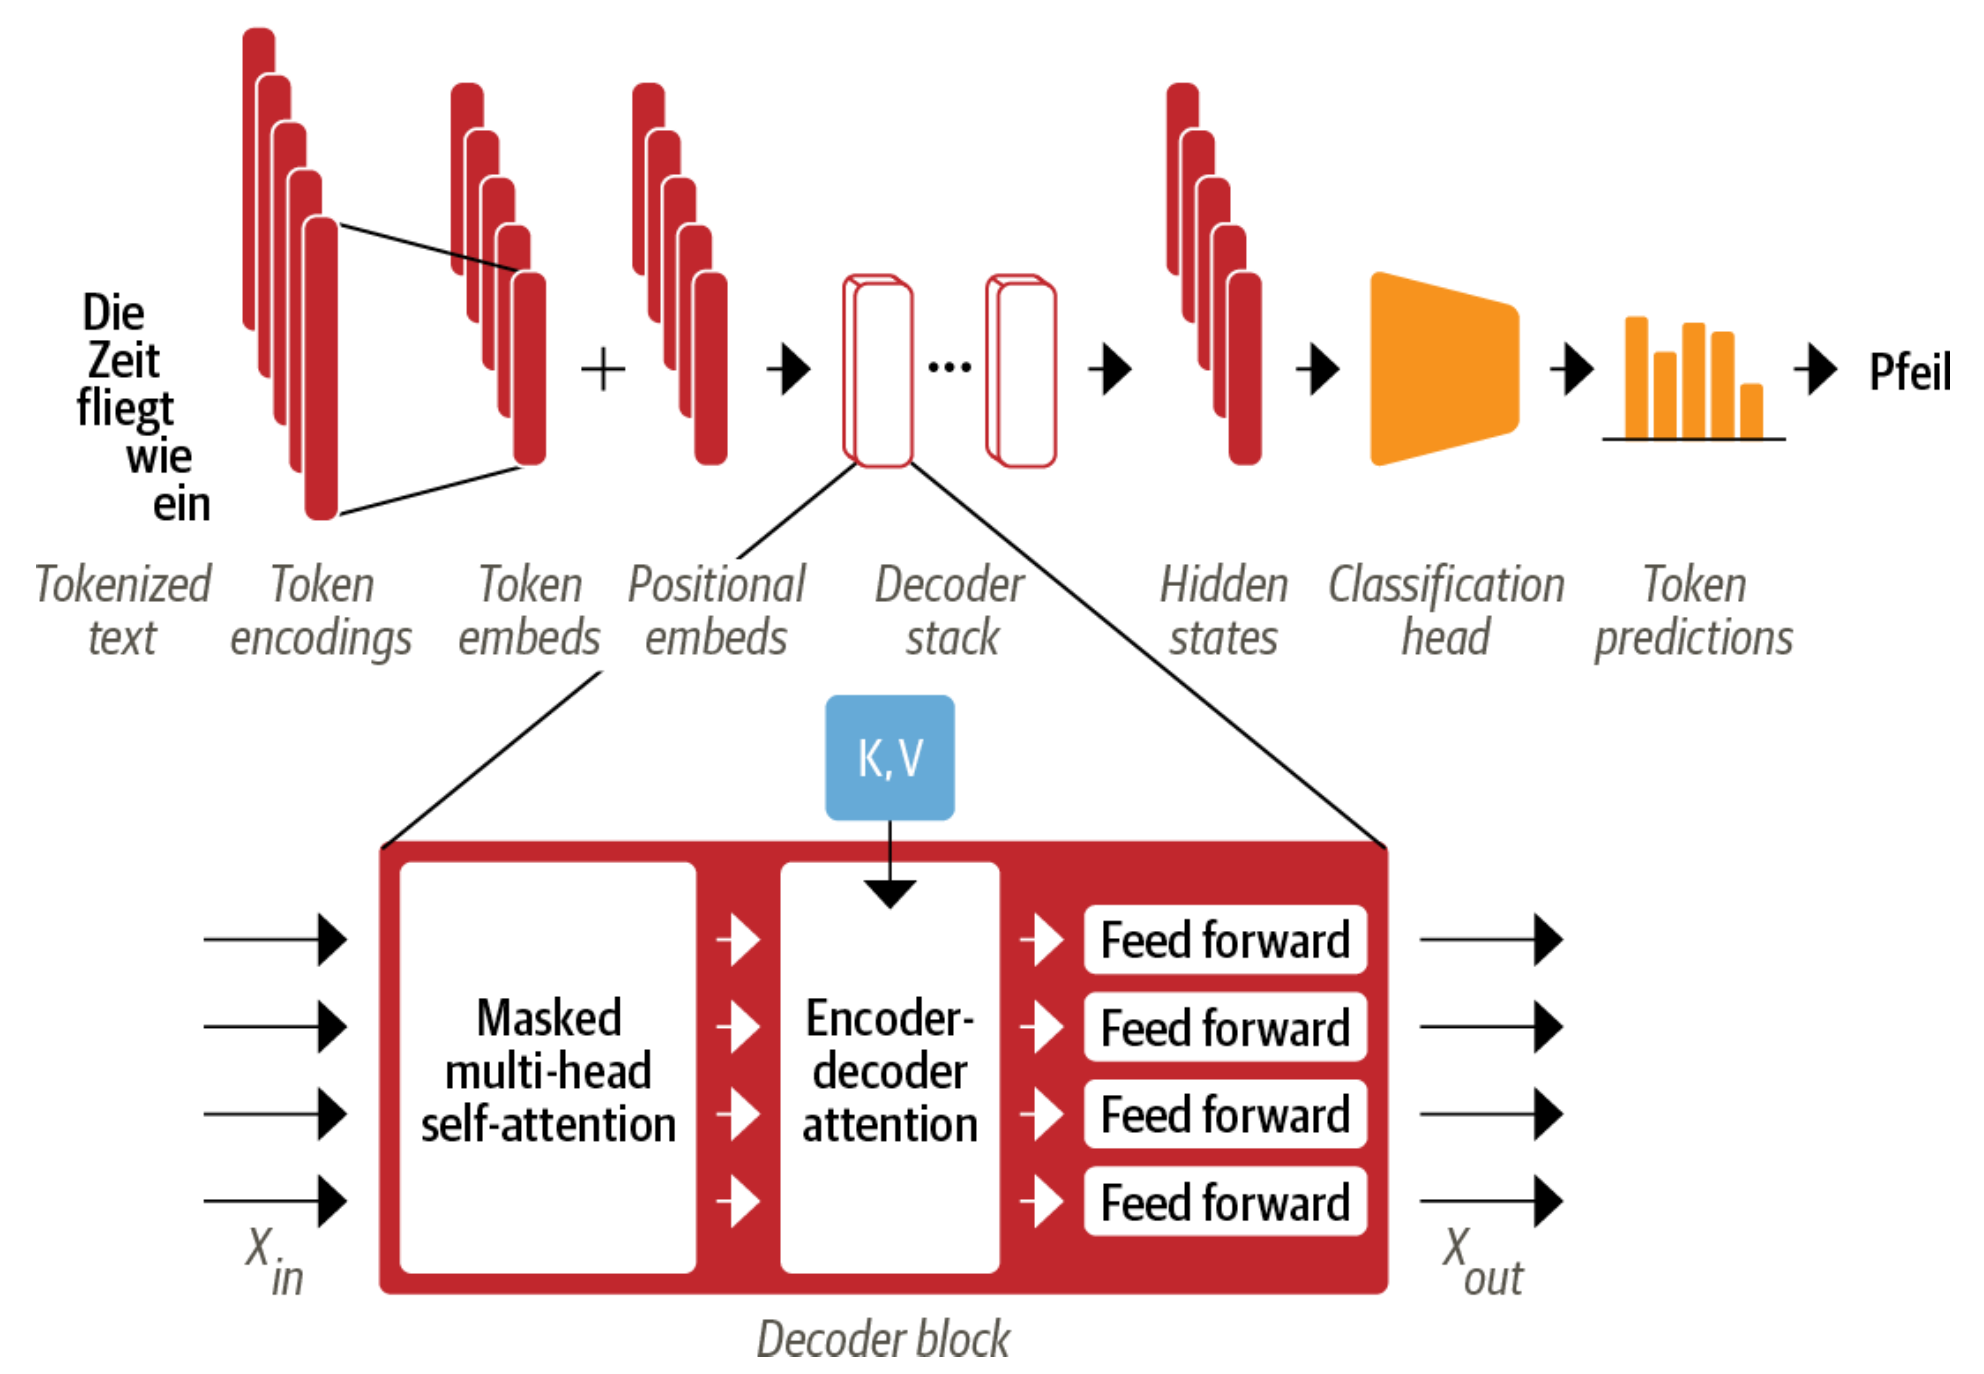 Die
Zeit
fliegt
wie
ein
Pfeil
Tokenized
text
Token
encodings
Token
embeds
Positional
embeds
Decoder
stack
Hidden
states
Classification
head
Token
predictions
K, V
Masked
multi-head
self-attention
Encoder-
decoder
attention
Feed forward
Feed forward
Feed forward
Feed forward
X in
X out
Decoder block